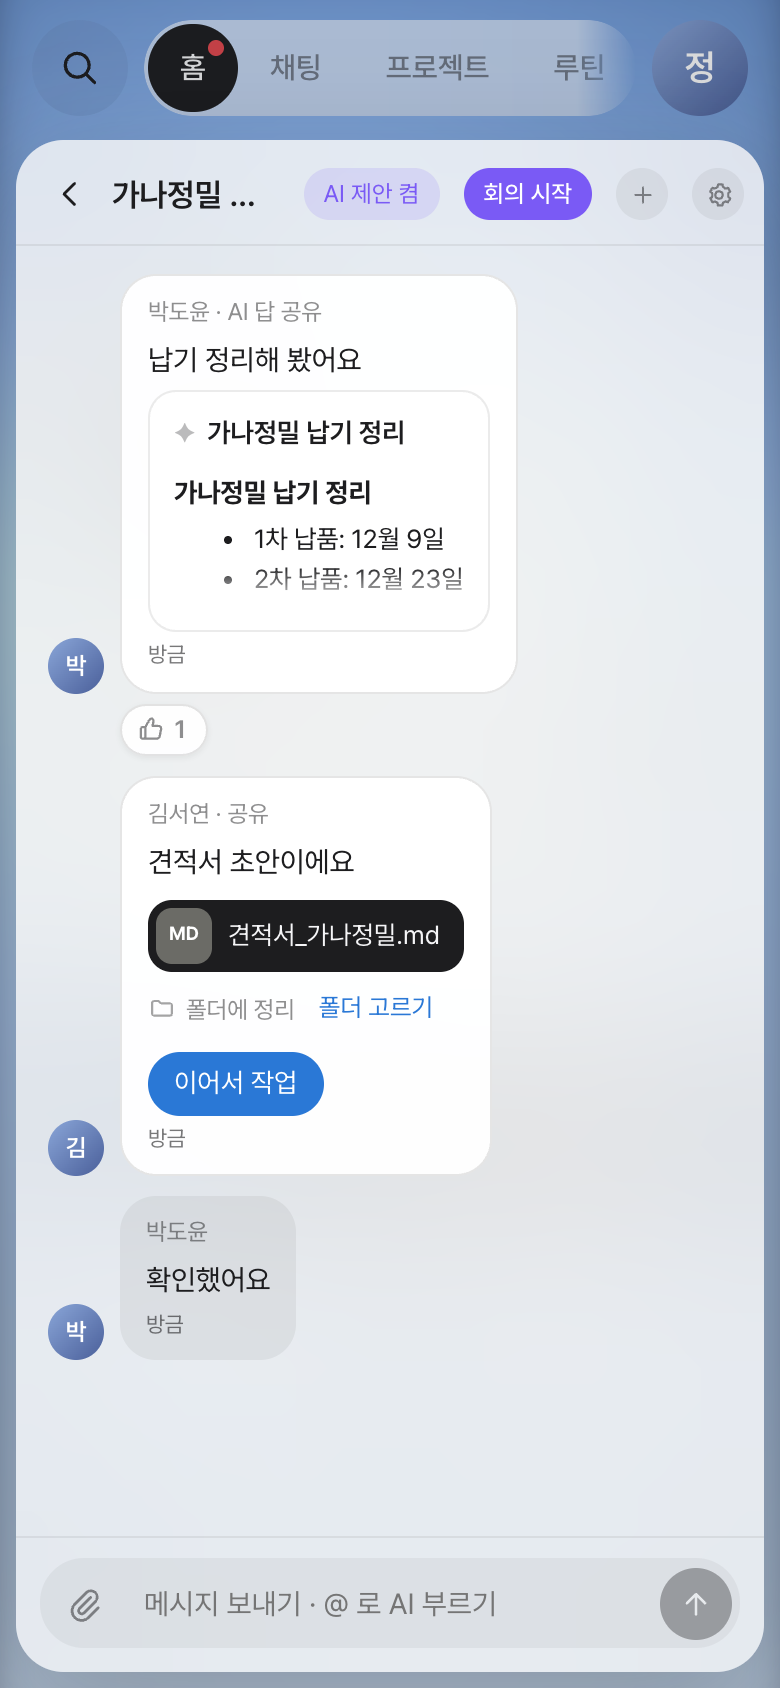 홈
채팅
프로젝트
루틴
정
가나정밀 ...
AI 제안 켬
회의 시작
박도윤 · AI 답 공유
납기 정리해 봤어요
가나정밀 납기 정리
가나정밀 납기 정리
• 1차 납품: 12월 9일
• 2차 납품: 12월 23일
방금
박
1
김서연 · 공유
견적서 초안이에요
MD 견적서_가나정밀.md
폴더에 정리 폴더 고르기
이어서 작업
방금
김
박도윤
확인했어요
방금
박
메시지 보내기 · @ 로 AI 부르기